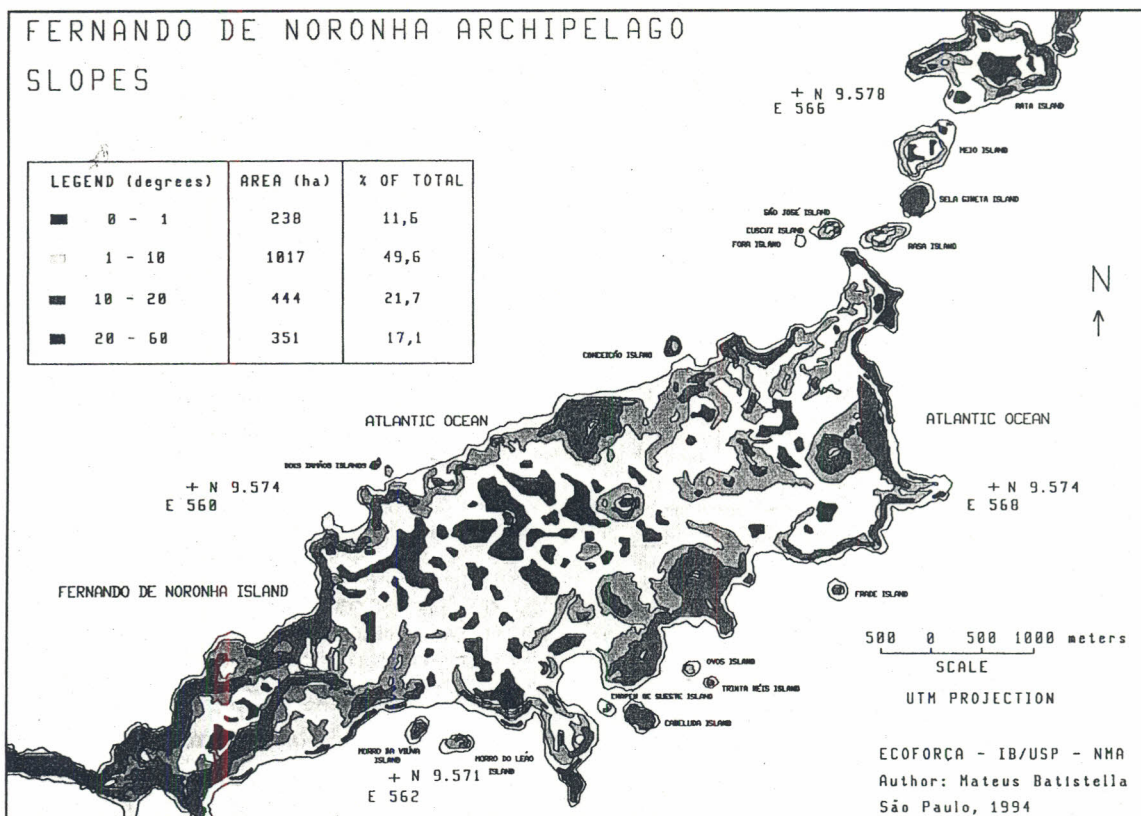 FERNANDO DE NORONHA ARCHIPELAGO
SLOPES
LEGEND (degrees) AREA (ha) % OF TOTAL
0 - 1 238 11,6
1 - 10 1017 49,6
10 - 20 444 21,7
20 - 60 351 17,1
+ N 9.578
E 566
RATA ISLAND
MEIO ISLAND
SELA GINETA ISLAND
SÃO JOSÉ ISLAND
CUSCUZ ISLAND
FORA ISLAND
RASA ISLAND
N
CONCEIÇÃO ISLAND
ATLANTIC OCEAN
ATLANTIC OCEAN
DOIS IRMÃOS ISLANDS
+ N 9.574
E 560
+ N 9.574
E 568
FERNANDO DE NORONHA ISLAND
FRADE ISLAND
500 0 500 1000 meters
SCALE
UTM PROJECTION
OVOS ISLAND
TRINTA RÉIS ISLAND
CHAPEU DE SUESTE ISLAND
CABELUDA ISLAND
MORRO DA VIUVA
ISLAND
MORRO DO LEÃO
ISLAND
+ N 9.571
E 562
ECOFORÇA - IB/USP - NMA
Author: Mateus Batistella
São Paulo, 1994